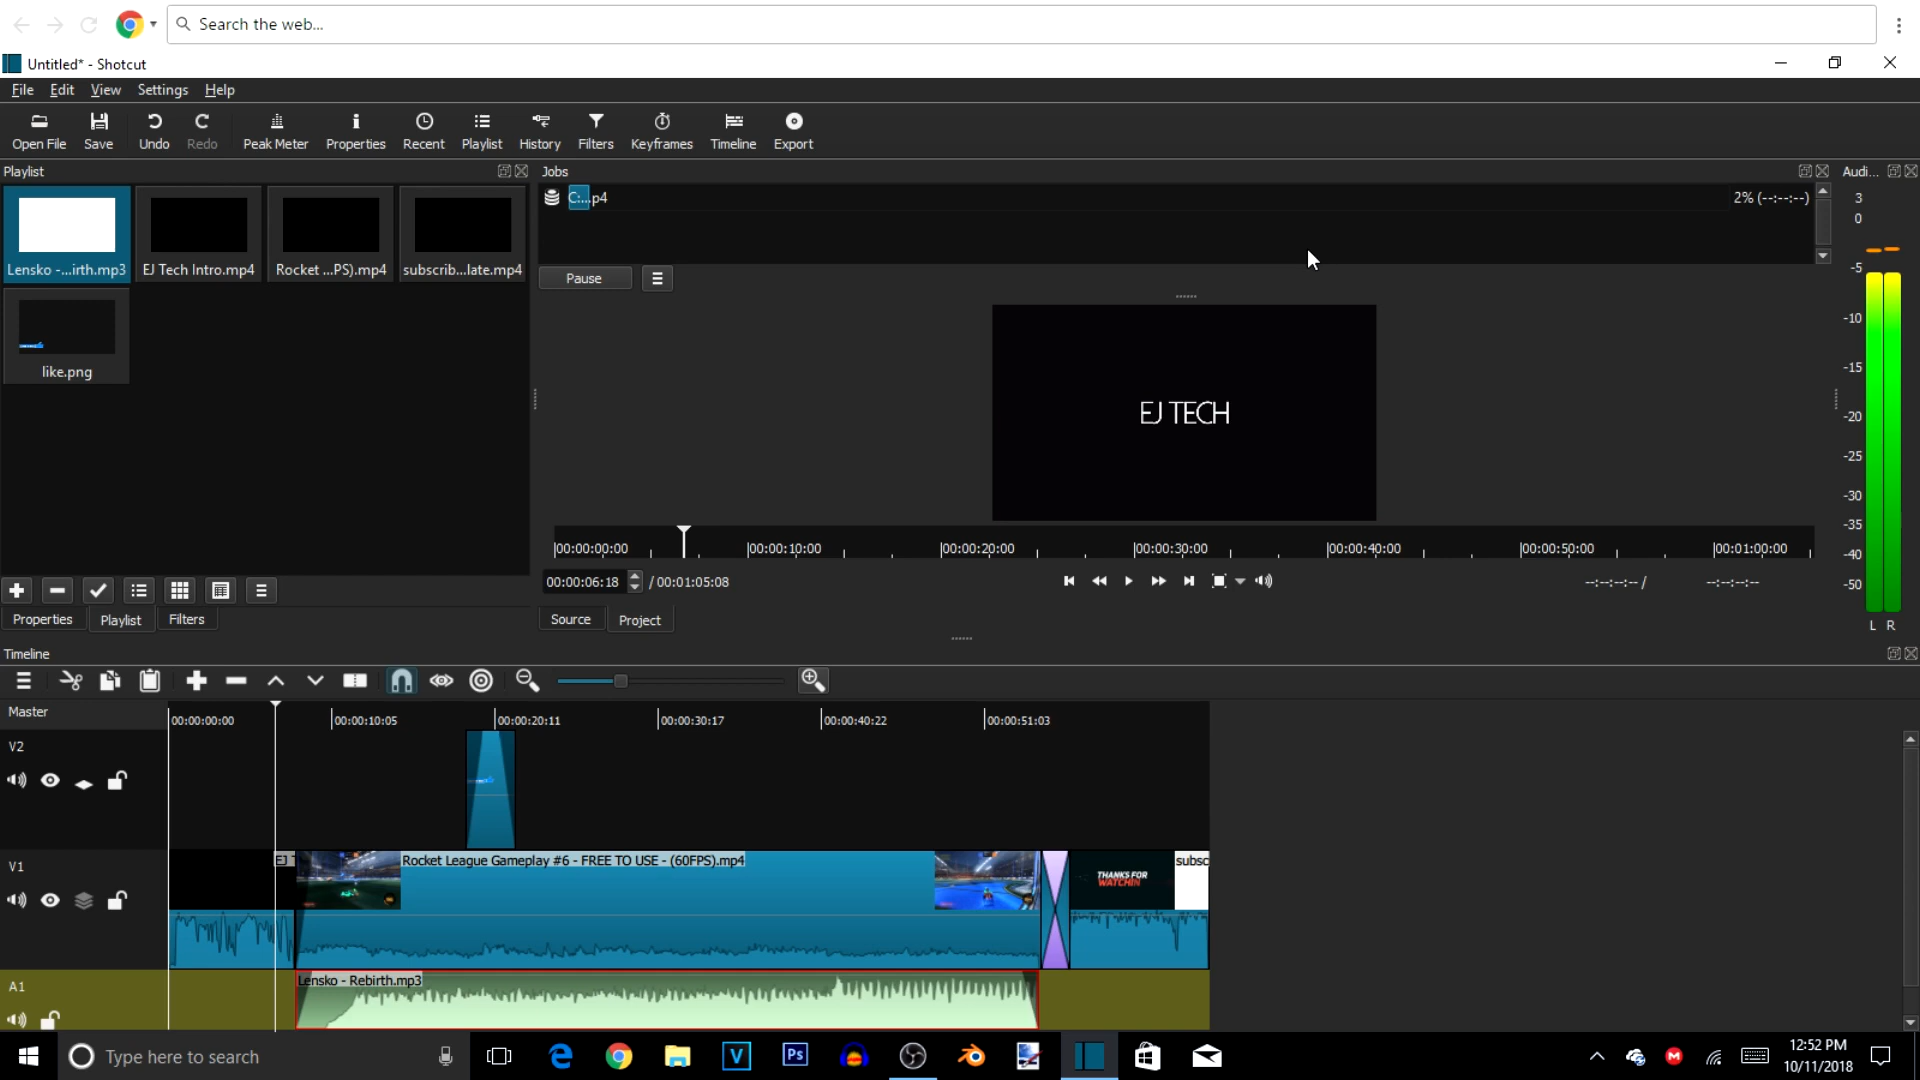 Search the web...
Untitled* - Shotcut
File Edit View Settings Help
Open File Save Undo Redo Peak Meter Properties Recent Playlist History Filters Keyframes Timeline Export
Playlist
Jobs
Audi...
Lensko -...irth.mp3
EJ Tech Intro.mp4
Rocket ...PS).mp4
subscrib...late.mp4
like.png
C:...p4
2% (--:--:--)
Pause
EJ TECH
3
0
-5
-10
-15
-20
-25
-30
-35
-40
-50
L R
00:00:00:00 00:00:10:00 00:00:20:00 00:00:30:00 00:00:40:00 00:00:50:00 00:01:00:00
00:00:06:18 / 00:01:05:08
--:--:--:-- / --:--:--:--
Properties Playlist Filters
Source Project
Timeline
Master
00:00:00:00 00:00:10:05 00:00:20:11 00:00:30:17 00:00:40:22 00:00:51:03
V2
V1
EJ T
Rocket League Gameplay #6 - FREE TO USE - (60FPS).mp4
subsc
THANKS FOR
WATCHIN
A1
Lensko - Rebirth.mp3
Type here to search
V
Ps
M
12:52 PM
10/11/2018